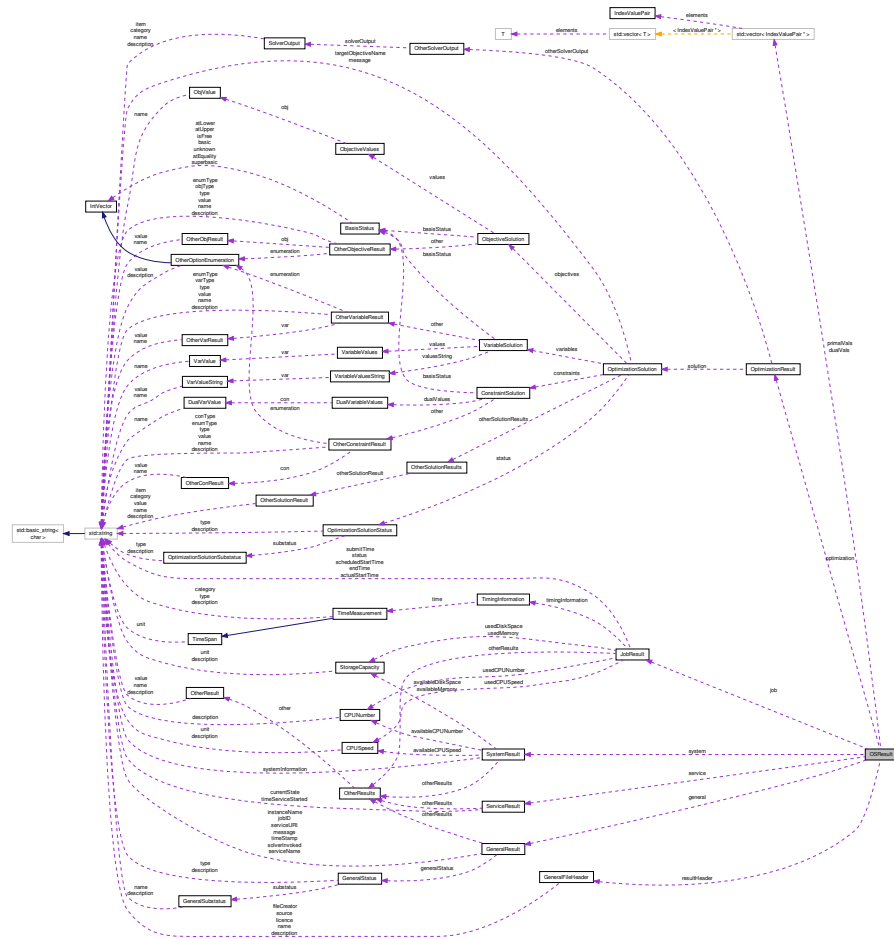 IndexValuePair
elements
item
category
name
description
SolverOutput
solverOutput
targetObjectiveName
message
OtherSolverOutput
otherSolverOutput
T
elements
std::vector< T >
< IndexValuePair * >
std::vector< IndexValuePair * >
name
ObjValue
obj
ObjectiveValues
values
atLower
atUpper
isFree
basic
unknown
atEquality
superbasic
IntVector
enumType
objType
type
value
name
description
BasisStatus
basisStatus
other
basisStatus
ObjectiveSolution
value
name
OtherObjResult
obj
enumeration
OtherObjectiveResult
value
description
OtherOptionEnumeration
enumeration
objectives
enumType
varType
type
value
name
description
OtherVariableResult
other
value
name
OtherVarResult
var
VariableSolution
values
variables
primalVals
dualVals
name
VarValue
var
VariableValues
valuesString
OptimizationSolution
solution
OptimizationResult
value
name
VarValueString
var
VariableValuesString
basisStatus
constraints
ConstraintSolution
name
DualVarValue
con
enumeration
DualVariableValues
dualValues
other
otherSolutionResults
conType
enumType
type
value
name
description
OtherConstraintResult
status
value
name
OtherConResult
con
otherSolutionResult
OtherSolutionResults
item
category
value
name
description
OtherSolutionResult
std::basic_string<
char >
std::string
type
description
OptimizationSolutionStatus
type
description
OptimizationSolutionSubstatus
substatus
submitTime
status
scheduledStartTime
endTime
actualStartTime
optimization
category
type
description
TimeMeasurement
time
TimingInformation
timingInformation
unit
TimeSpan
usedDiskSpace
usedMemory
unit
description
StorageCapacity
otherResults
JobResult
usedCPUNumber
usedCPUSpeed
availableDiskSpace
availableMemory
job
value
name
description
OtherResult
other
description
CPUNumber
availableCPUNumber
unit
description
CPUSpeed
availableCPUSpeed
SystemResult
system
OSResult
systemInformation
otherResults
service
currentState
timeServiceStarted
OtherResults
otherResults
otherResults
ServiceResult
general
instanceName
jobID
serviceURI
message
timeStamp
solverInvoked
serviceName
GeneralResult
type
description
GeneralStatus
generalStatus
GeneralFileHeader
resultHeader
name
description
GeneralSubstatus
substatus
fileCreator
source
licence
name
description